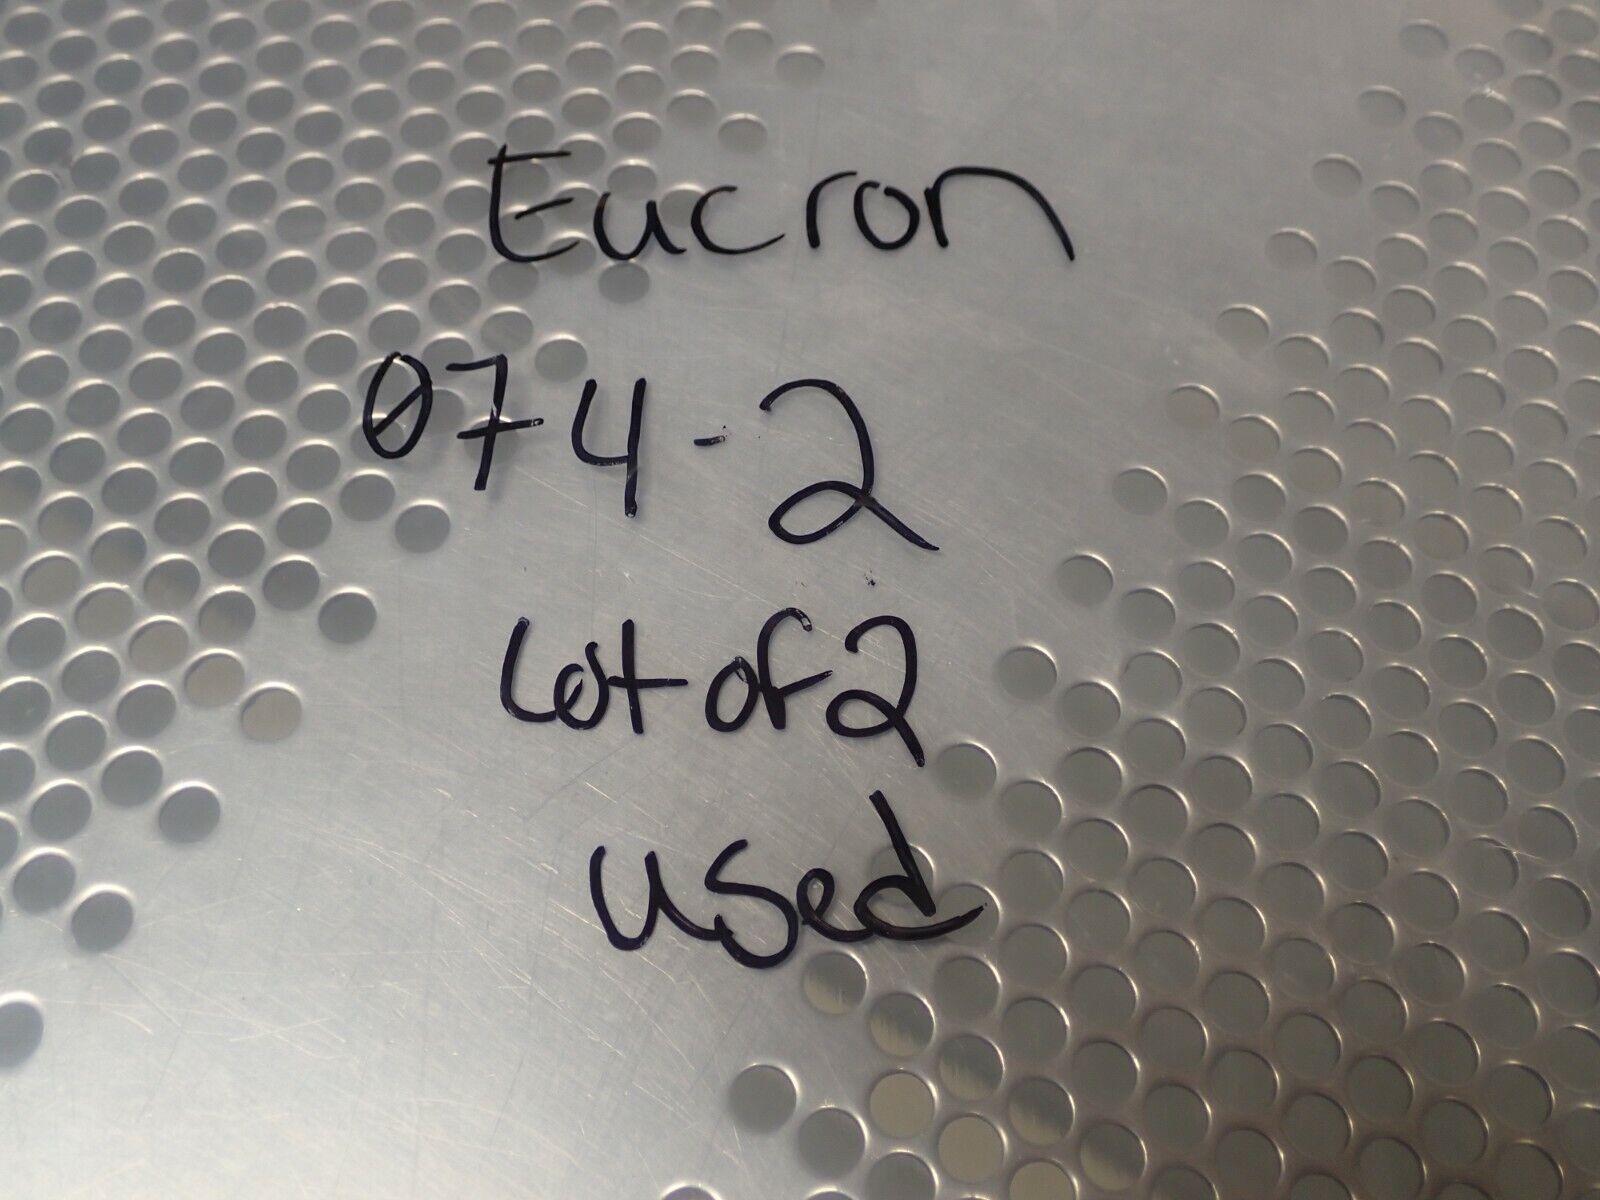 Eucron
074-2
Lot of 2
Used